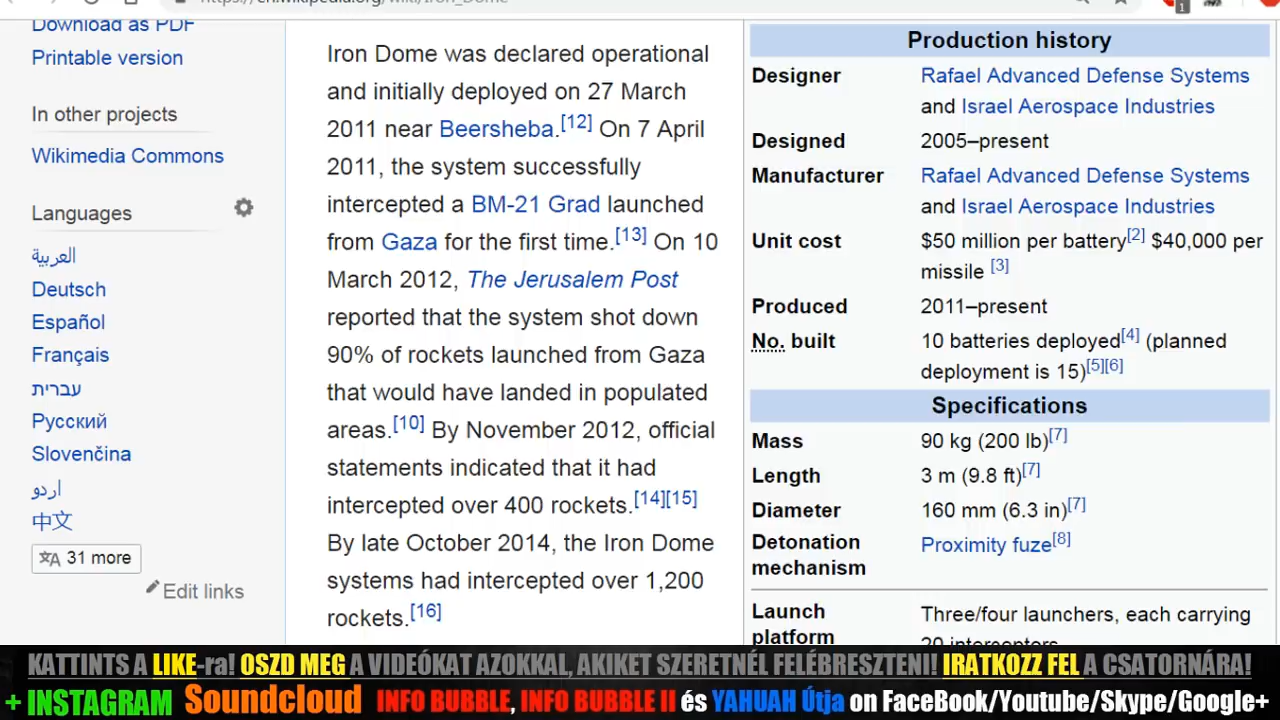 https://en.wikipedia.org/wiki/Iron_Dome
1
Download as PDF
Printable version
In other projects
Wikimedia Commons
Languages
العربية
Deutsch
Español
Français
עברית
Русский
Slovenčina
اردو
中文
31 more
Edit links
Iron Dome was declared operational
and initially deployed on 27 March
2011 near Beersheba.[12] On 7 April
2011, the system successfully
intercepted a BM-21 Grad launched
from Gaza for the first time.[13] On 10
March 2012, The Jerusalem Post
reported that the system shot down
90% of rockets launched from Gaza
that would have landed in populated
areas.[10] By November 2012, official
statements indicated that it had
intercepted over 400 rockets.[14][15]
By late October 2014, the Iron Dome
systems had intercepted over 1,200
rockets.[16]
Production history
Designer Rafael Advanced Defense Systems
and Israel Aerospace Industries
Designed 2005–present
Manufacturer Rafael Advanced Defense Systems
and Israel Aerospace Industries
Unit cost $50 million per battery[2] $40,000 per
missile [3]
Produced 2011–present
No. built 10 batteries deployed[4] (planned
deployment is 15)[5][6]
Specifications
Mass 90 kg (200 lb)[7]
Length 3 m (9.8 ft)[7]
Diameter 160 mm (6.3 in)[7]
Detonation Proximity fuze[8]
mechanism
Launch Three/four launchers, each carrying
platform 20 interceptors
KATTINTS A LIKE-ra! OSZD MEG A VIDEÓKAT AZOKKAL, AKIKET SZERETNÉL FELÉBRESZTENI! IRATKOZZ FEL A CSATORNÁRA!
+ INSTAGRAM Soundcloud INFO BUBBLE, INFO BUBBLE II és YAHUAH Útja on FaceBook/Youtube/Skype/Google+